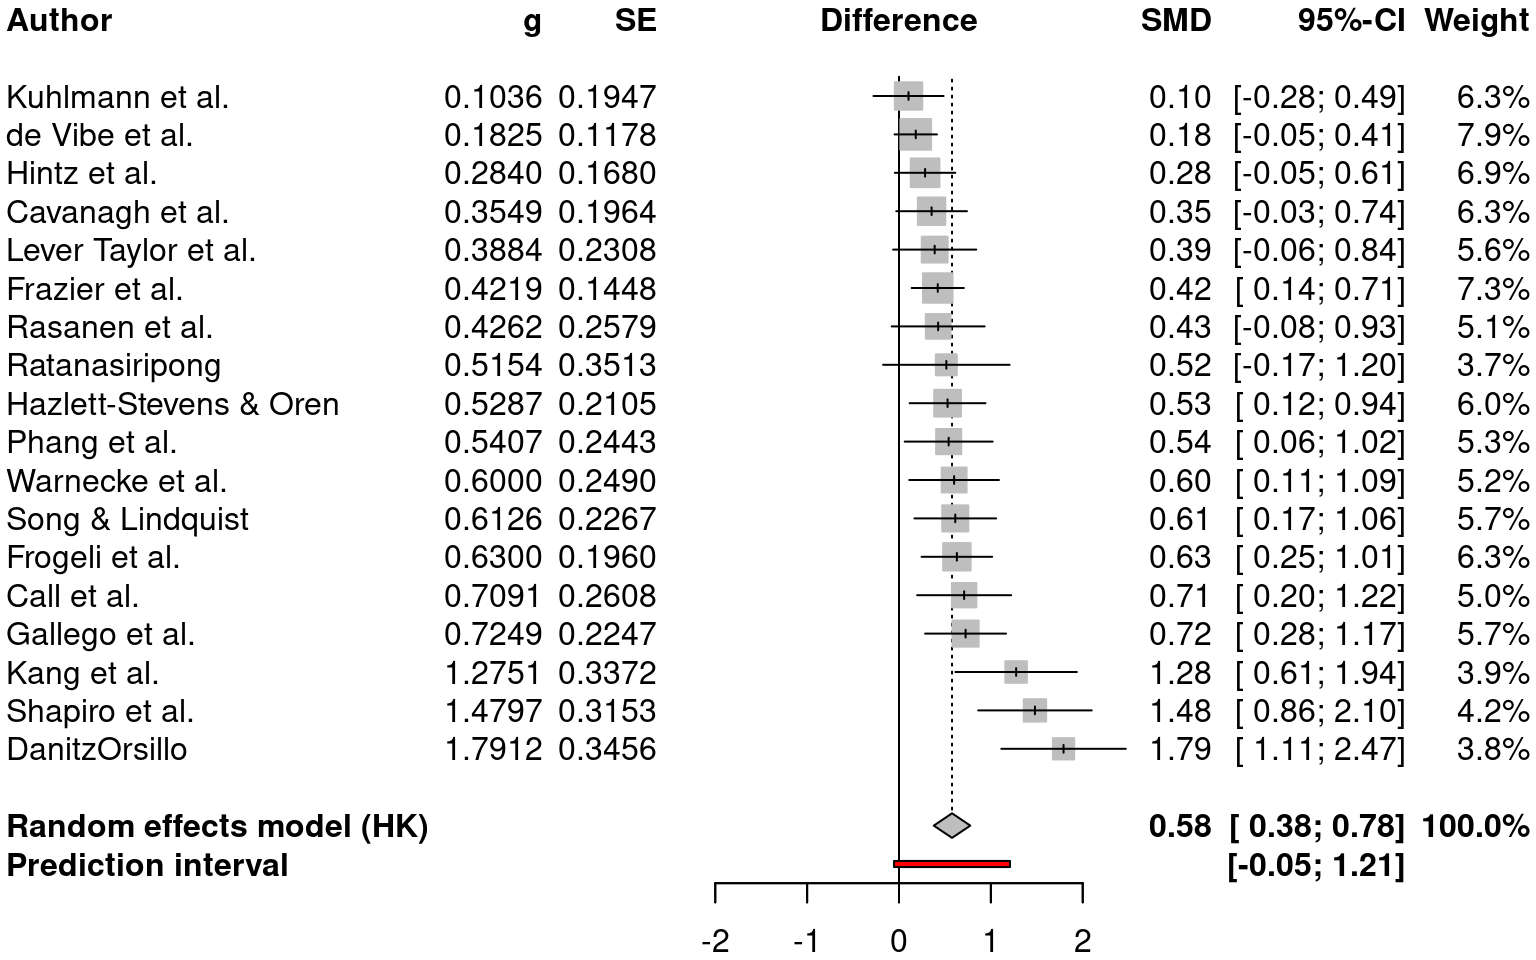 Author g SE Difference SMD 95%-CI Weight
Kuhlmann et al. 0.1036 0.1947 0.10 [-0.28; 0.49] 6.3%
de Vibe et al. 0.1825 0.1178 0.18 [-0.05; 0.41] 7.9%
Hintz et al. 0.2840 0.1680 0.28 [-0.05; 0.61] 6.9%
Cavanagh et al. 0.3549 0.1964 0.35 [-0.03; 0.74] 6.3%
Lever Taylor et al. 0.3884 0.2308 0.39 [-0.06; 0.84] 5.6%
Frazier et al. 0.4219 0.1448 0.42 [ 0.14; 0.71] 7.3%
Rasanen et al. 0.4262 0.2579 0.43 [-0.08; 0.93] 5.1%
Ratanasiripong 0.5154 0.3513 0.52 [-0.17; 1.20] 3.7%
Hazlett-Stevens & Oren 0.5287 0.2105 0.53 [ 0.12; 0.94] 6.0%
Phang et al. 0.5407 0.2443 0.54 [ 0.06; 1.02] 5.3%
Warnecke et al. 0.6000 0.2490 0.60 [ 0.11; 1.09] 5.2%
Song & Lindquist 0.6126 0.2267 0.61 [ 0.17; 1.06] 5.7%
Frogeli et al. 0.6300 0.1960 0.63 [ 0.25; 1.01] 6.3%
Call et al. 0.7091 0.2608 0.71 [ 0.20; 1.22] 5.0%
Gallego et al. 0.7249 0.2247 0.72 [ 0.28; 1.17] 5.7%
Kang et al. 1.2751 0.3372 1.28 [ 0.61; 1.94] 3.9%
Shapiro et al. 1.4797 0.3153 1.48 [ 0.86; 2.10] 4.2%
DanitzOrsillo 1.7912 0.3456 1.79 [ 1.11; 2.47] 3.8%
Random effects model (HK) 0.58 [ 0.38; 0.78] 100.0%
Prediction interval [-0.05; 1.21]
-2 -1 0 1 2